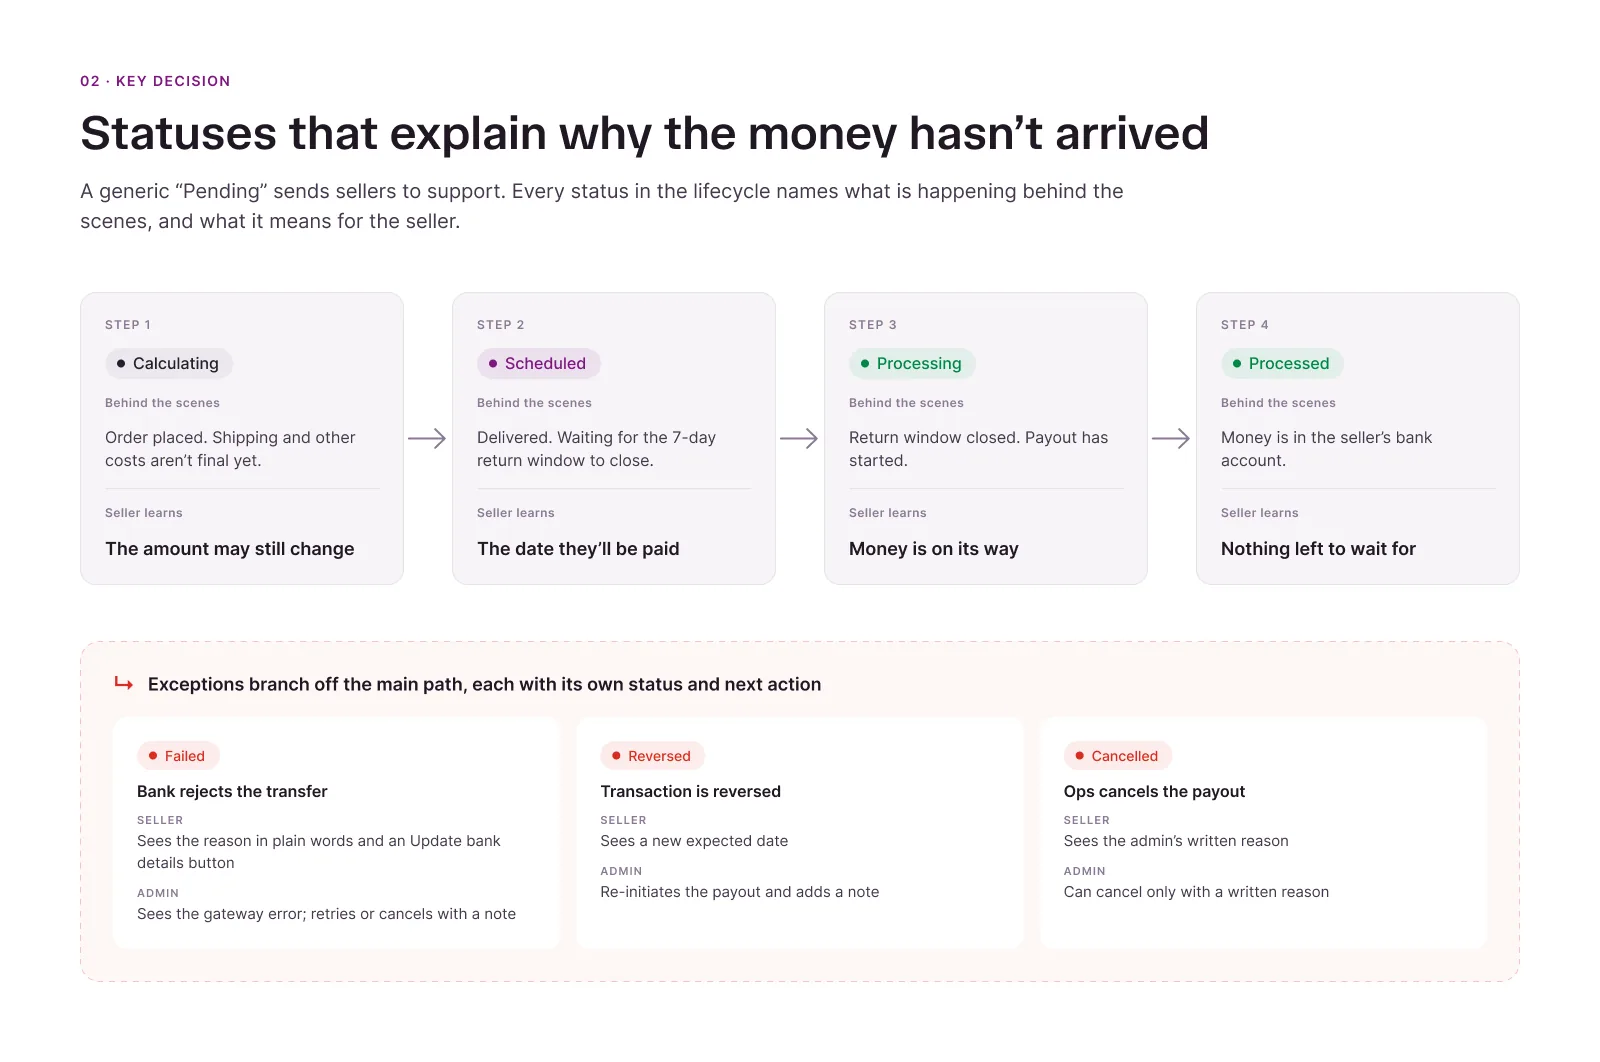 02 · KEY DECISION
Statuses that explain why the money hasn’t arrived
A generic “Pending” sends sellers to support. Every status in the lifecycle names what is happening behind the
scenes, and what it means for the seller.
STEP 1
Calculating
Behind the scenes
Order placed. Shipping and other
costs aren’t final yet.
Seller learns
The amount may still change
STEP 2
Scheduled
Behind the scenes
Delivered. Waiting for the 7-day
return window to close.
Seller learns
The date they’ll be paid
STEP 3
Processing
Behind the scenes
Return window closed. Payout has
started.
Seller learns
Money is on its way
STEP 4
Processed
Behind the scenes
Money is in the seller’s bank
account.
Seller learns
Nothing left to wait for
Exceptions branch off the main path, each with its own status and next action
Failed
Bank rejects the transfer
SELLER
Sees the reason in plain words and an Update bank
details button
ADMIN
Sees the gateway error; retries or cancels with a note
Reversed
Transaction is reversed
SELLER
Sees a new expected date
ADMIN
Re-initiates the payout and adds a note
Cancelled
Ops cancels the payout
SELLER
Sees the admin’s written reason
ADMIN
Can cancel only with a written reason